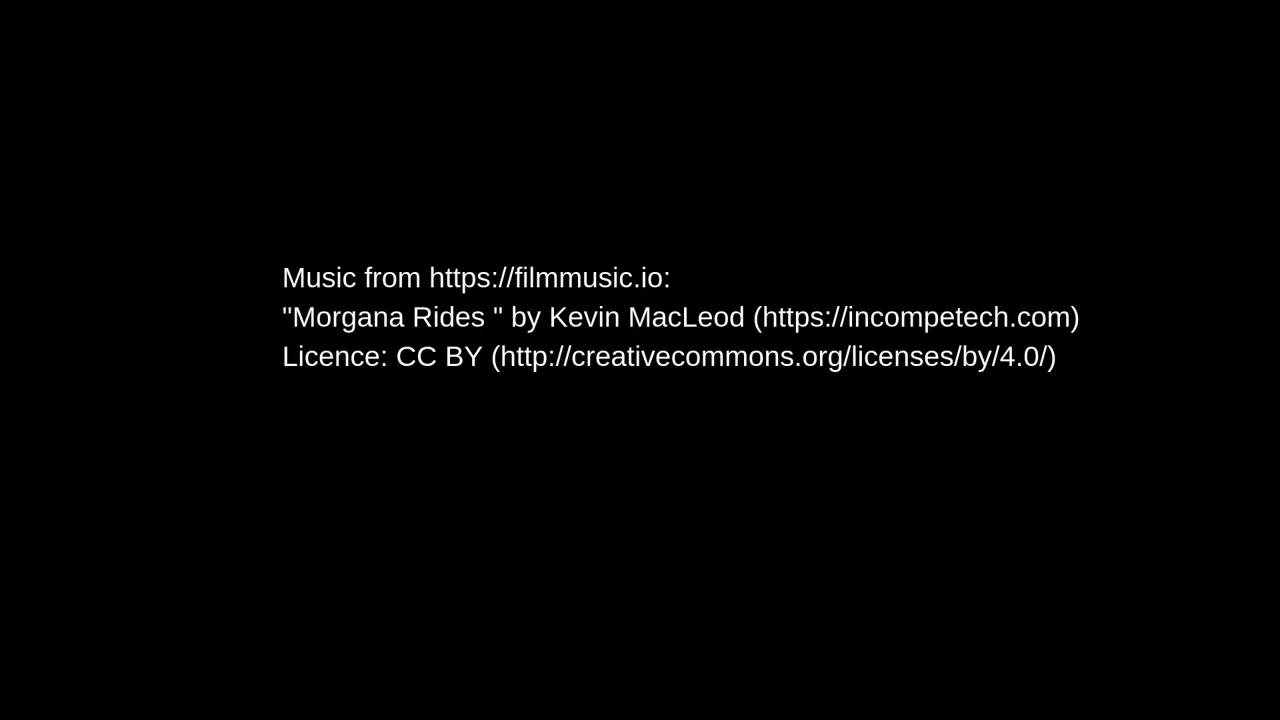 Music from https://filmmusic.io:
"Morgana Rides " by Kevin MacLeod (https://incompetech.com)
Licence: CC BY (http://creativecommons.org/licenses/by/4.0/)